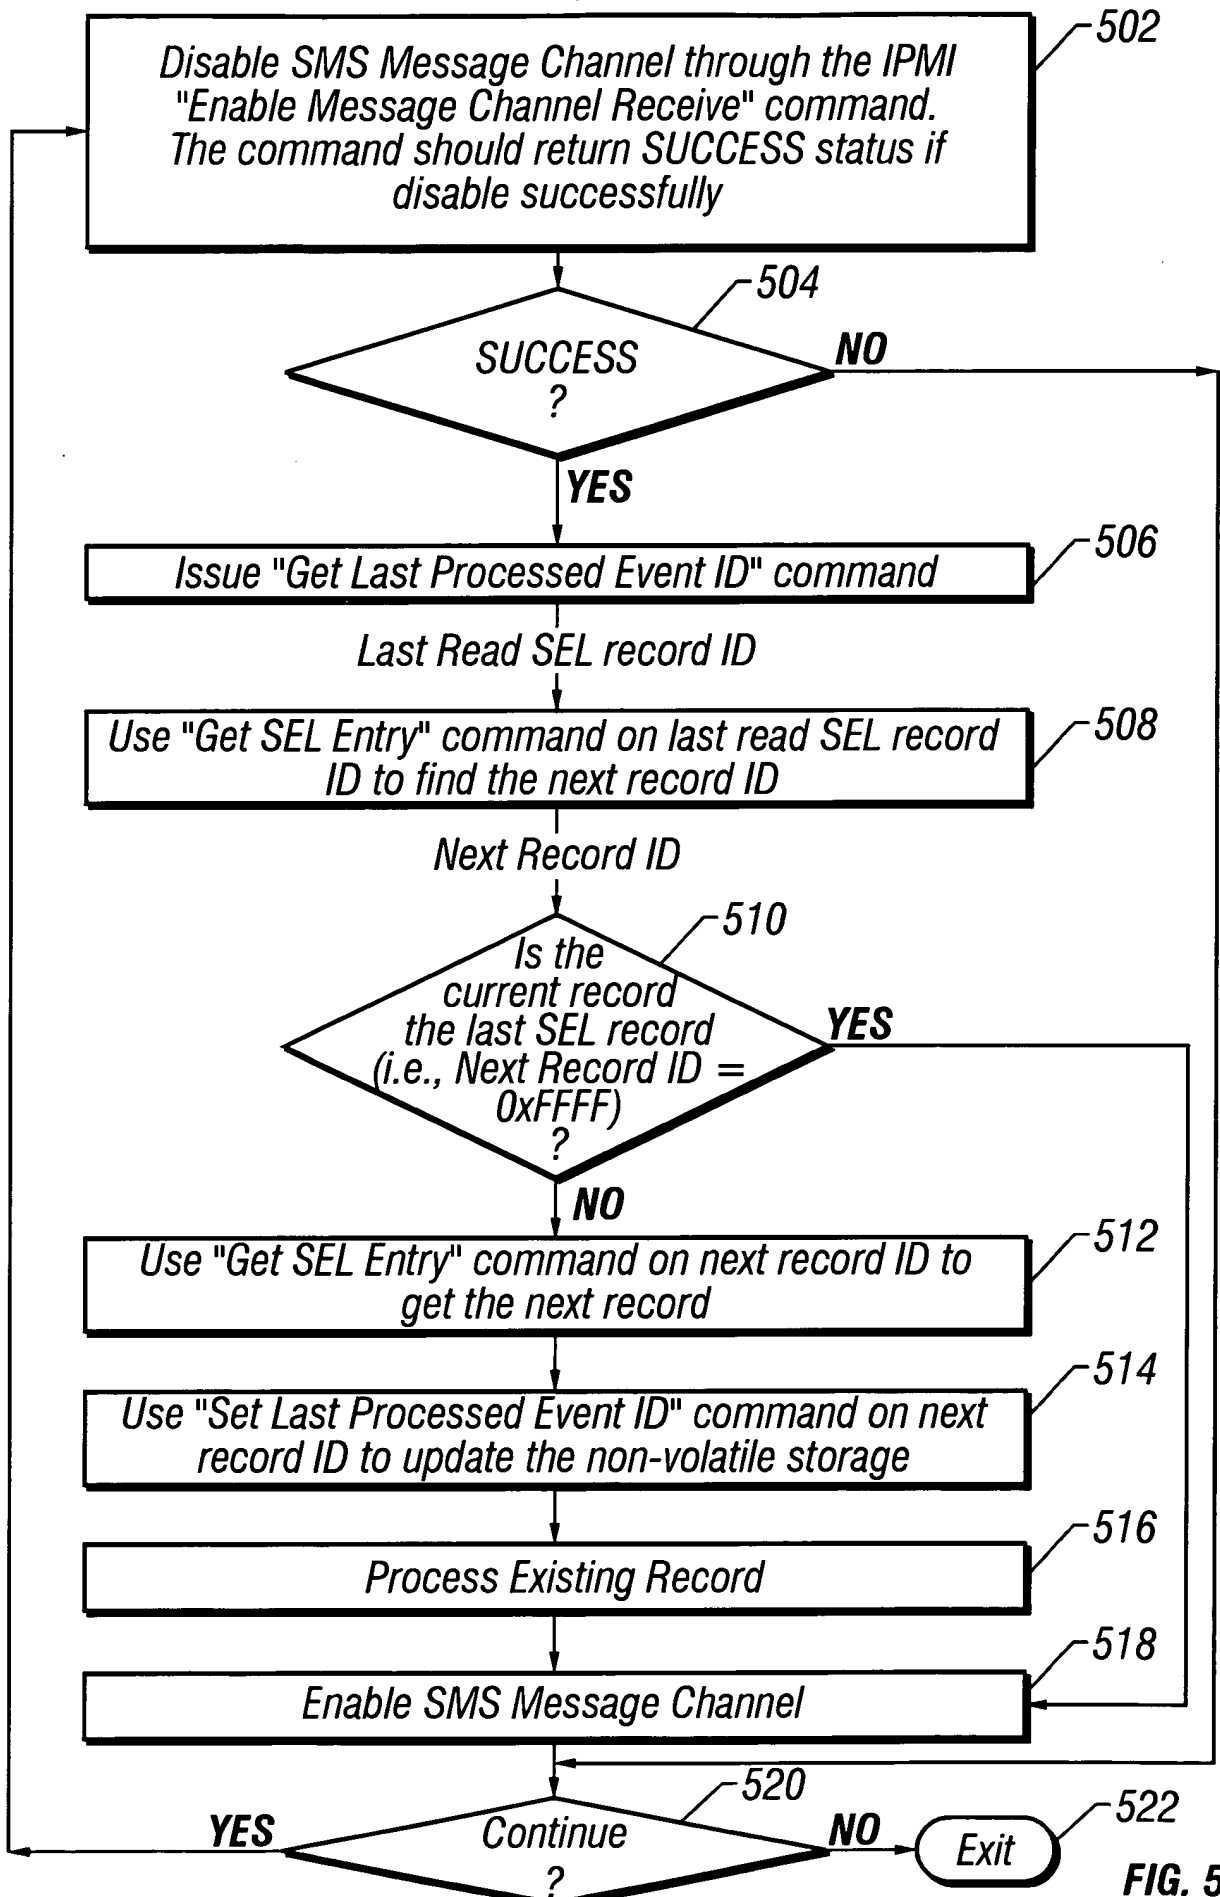 502
Disable SMS Message Channel through the IPMI
"Enable Message Channel Receive" command.
The command should return SUCCESS status if
disable successfully
504
SUCCESS
?
NO
YES
506
Issue "Get Last Processed Event ID" command
Last Read SEL record ID
508
Use "Get SEL Entry" command on last read SEL record
ID to find the next record ID
Next Record ID
510
Is the
current record
the last SEL record
(i.e., Next Record ID =
0xFFFF)
?
YES
NO
512
Use "Get SEL Entry" command on next record ID to
get the next record
514
Use "Set Last Processed Event ID" command on next
record ID to update the non-volatile storage
516
Process Existing Record
518
Enable SMS Message Channel
520
YES
Continue
?
NO
Exit
522
FIG. 5